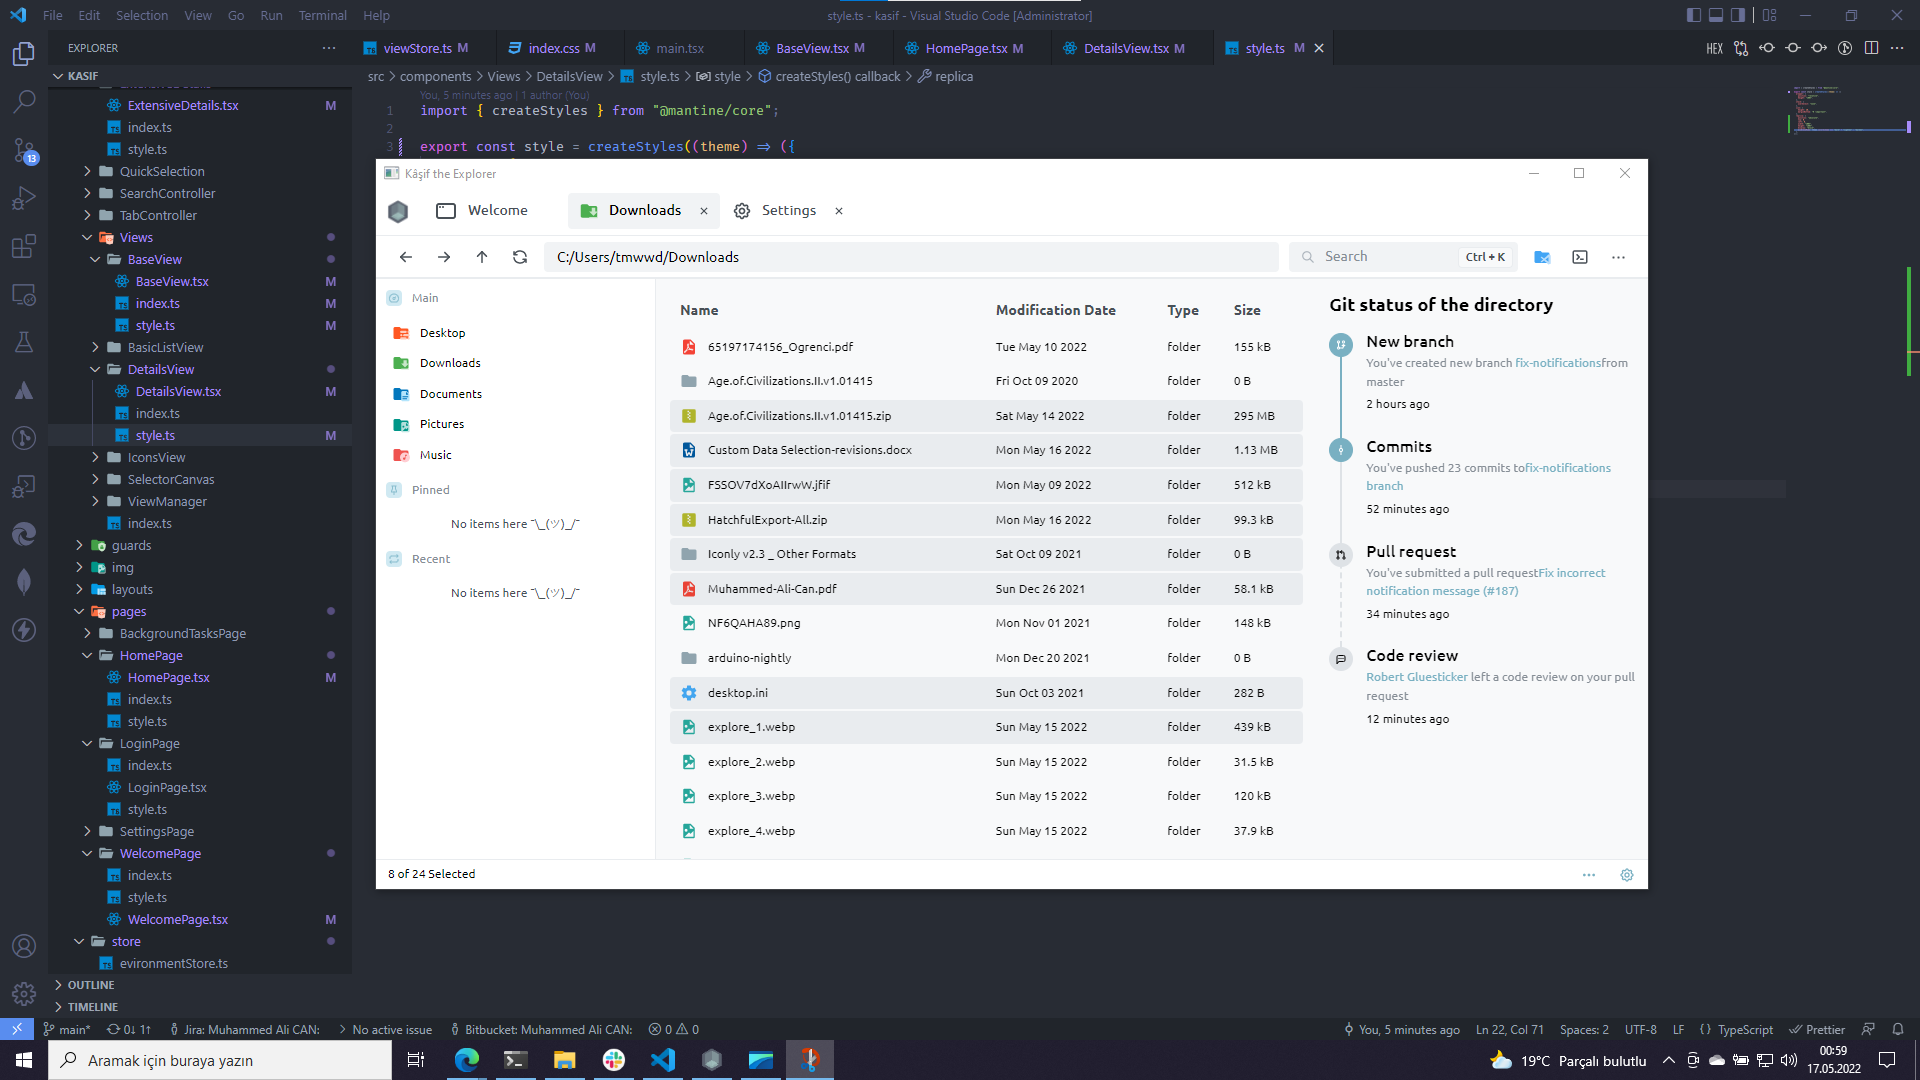 File Edit Selection View Go Run Terminal Help
style.ts - kasif - Visual Studio Code [Administrator]
EXPLORER
viewStore.ts M
index.css M
main.tsx
BaseView.tsx M
HomePage.tsx M
DetailsView.tsx M
style.ts M
HEX
KASIF
src > components > Views > DetailsView > style.ts > style > createStyles() callback > replica
You, 5 minutes ago | 1 author (You)
1 import { createStyles } from "@mantine/core";
2
3 export const style = createStyles((theme) => ({
ExtensiveDetails.tsx M
index.ts
style.ts
QuickSelection
SearchController
TabController
Views
BaseView
BaseView.tsx M
index.ts M
style.ts M
BasicListView
DetailsView
DetailsView.tsx M
index.ts
style.ts M
IconsView
SelectorCanvas
ViewManager
index.ts
guards
img
layouts
pages
BackgroundTasksPage
HomePage
HomePage.tsx M
index.ts
style.ts
LoginPage
index.ts
LoginPage.tsx
style.ts
SettingsPage
WelcomePage
index.ts
style.ts
WelcomePage.tsx M
store
evironmentStore.ts
OUTLINE
TIMELINE
13
Kâşif the Explorer
Welcome
Downloads
Settings
C:/Users/tmwwd/Downloads
Search
Ctrl + K
Main
Desktop
Downloads
Documents
Pictures
Music
Pinned
No items here ¯\_(ツ)_/¯
Recent
No items here ¯\_(ツ)_/¯
Name Modification Date Type Size
65197174156_Ogrenci.pdf Tue May 10 2022 folder 155 kB
Age.of.Civilizations.II.v1.01415 Fri Oct 09 2020 folder 0 B
Age.of.Civilizations.II.v1.01415.zip Sat May 14 2022 folder 295 MB
Custom Data Selection-revisions.docx Mon May 16 2022 folder 1.13 MB
FSSOV7dXoAIIrwW.jfif Mon May 09 2022 folder 512 kB
HatchfulExport-All.zip Mon May 16 2022 folder 99.3 kB
Iconly v2.3 _ Other Formats Sat Oct 09 2021 folder 0 B
Muhammed-Ali-Can.pdf Sun Dec 26 2021 folder 58.1 kB
NF6QAHA89.png Mon Nov 01 2021 folder 148 kB
arduino-nightly Mon Dec 20 2021 folder 0 B
desktop.ini Sun Oct 03 2021 folder 282 B
explore_1.webp Sun May 15 2022 folder 439 kB
explore_2.webp Sun May 15 2022 folder 31.5 kB
explore_3.webp Sun May 15 2022 folder 120 kB
explore_4.webp Sun May 15 2022 folder 37.9 kB
Git status of the directory
New branch
You've created new branch fix-notificationsfrom
master
2 hours ago
Commits
You've pushed 23 commits tofix-notifications
branch
52 minutes ago
Pull request
You've submitted a pull requestFix incorrect
notification message (#187)
34 minutes ago
Code review
Robert Gluesticker left a code review on your pull
request
12 minutes ago
8 of 24 Selected
main* 0↓ 1↑ Jira: Muhammed Ali CAN: No active issue Bitbucket: Muhammed Ali CAN: 0 0
You, 5 minutes ago Ln 22, Col 71 Spaces: 2 UTF-8 LF {} TypeScript Prettier
Aramak için buraya yazın
19°C Parçalı bulutlu
00:59
17.05.2022